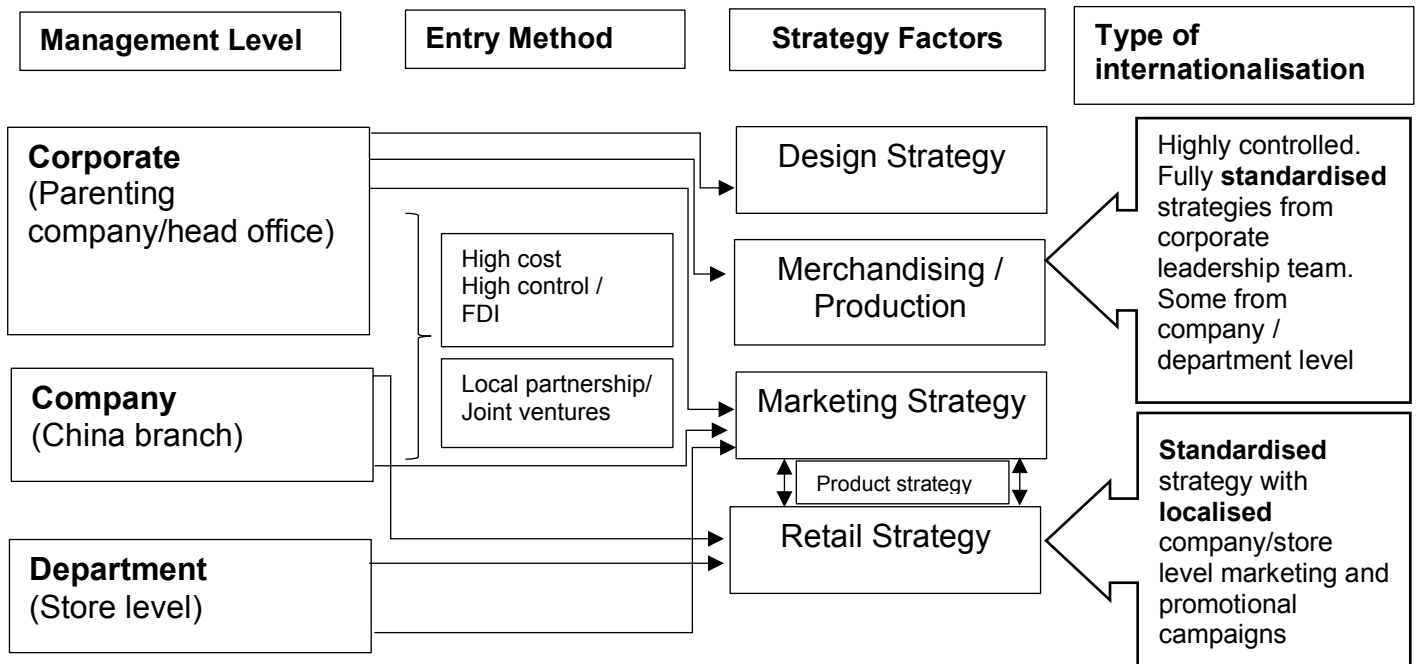 Management Level
Entry Method
Strategy Factors
Type of
internationalisation
Corporate
(Parenting
company/head office)
Company
(China branch)
Department
(Store level)
High cost
High control /
FDI
Local partnership/
Joint ventures
Design Strategy
Merchandising /
Production
Marketing Strategy
Product strategy
Retail Strategy
Highly controlled.
Fully standardised
strategies from
corporate
leadership team.
Some from
company /
department level
Standardised
strategy with
localised
company/store
level marketing and
promotional
campaigns